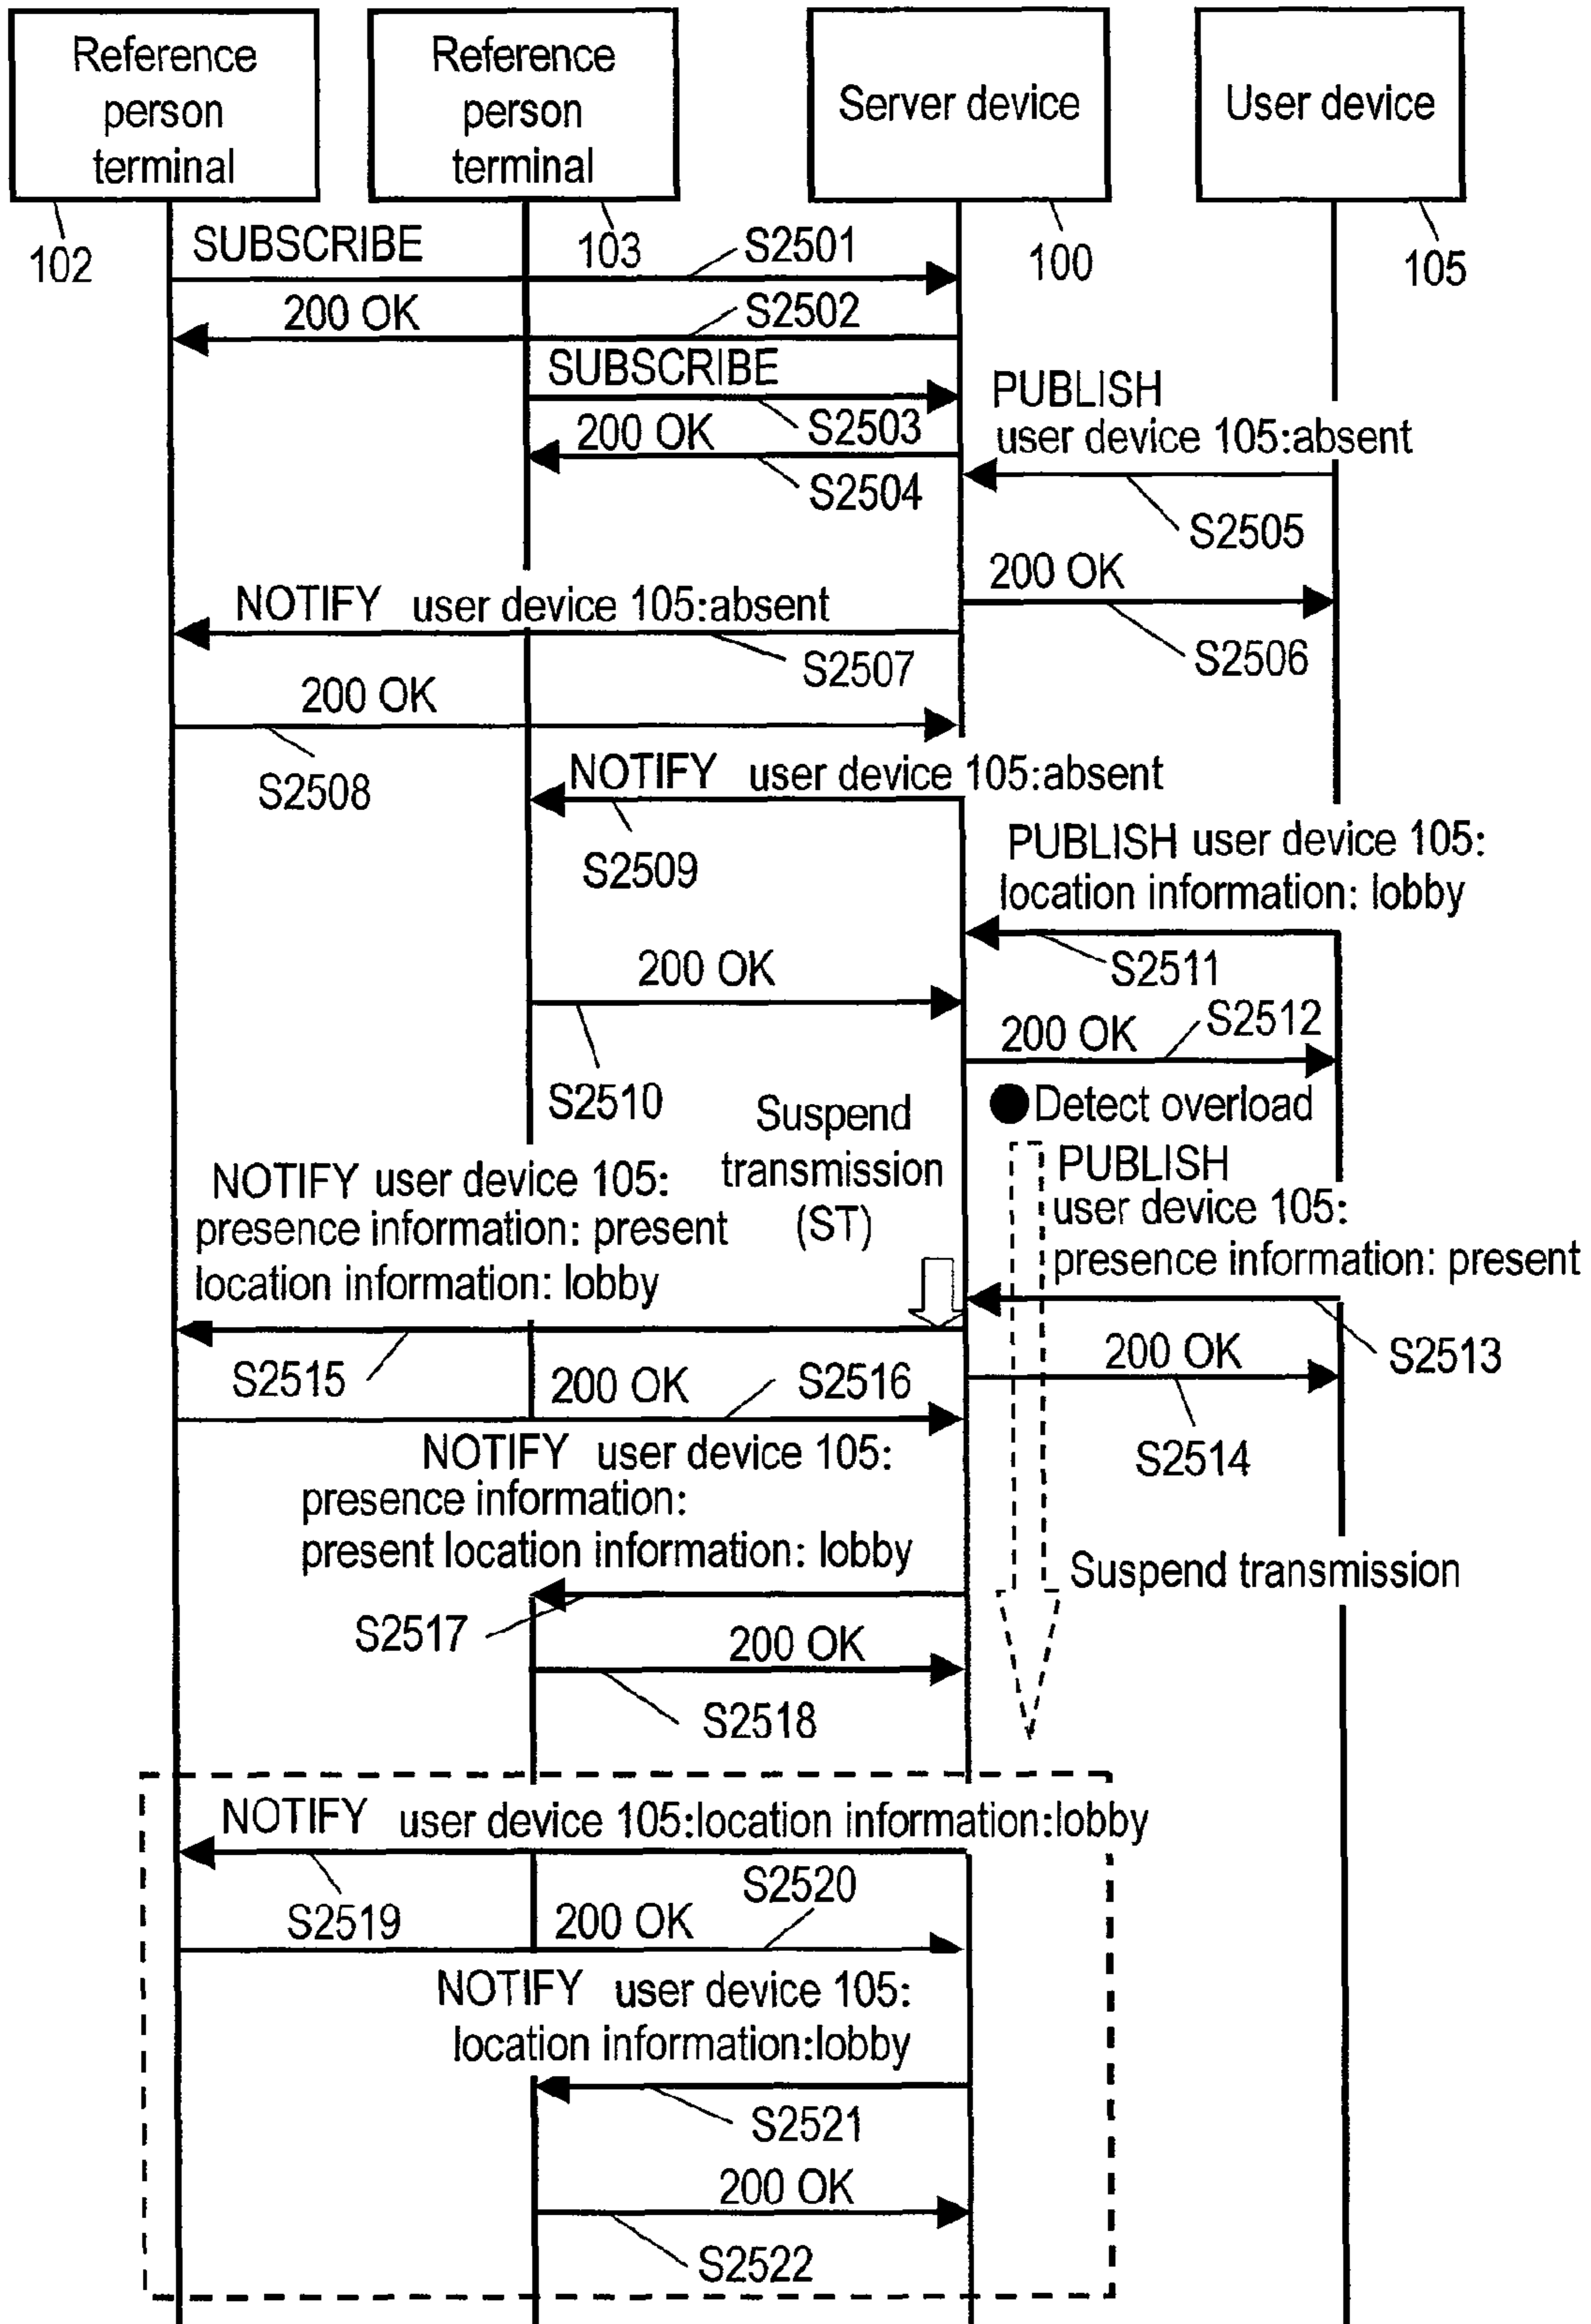 Reference
person
terminal
Reference
person
terminal
Server device
User device
102
103
100
105
SUBSCRIBE
S2501
200 OK
S2502
SUBSCRIBE
S2503
PUBLISH
user device 105:absent
200 OK
S2504
S2505
200 OK
S2506
NOTIFY user device 105:absent
S2507
200 OK
S2508
NOTIFY user device 105:absent
S2509
PUBLISH user device 105:
location information: lobby
S2511
200 OK
S2510
200 OK
S2512
Detect overload
Suspend
transmission
(ST)
PUBLISH
user device 105:
presence information: present
S2513
NOTIFY user device 105:
presence information: present
location information: lobby
S2515
200 OK
S2514
200 OK
S2516
NOTIFY user device 105:
presence information:
present location information: lobby
S2517
Suspend transmission
200 OK
S2518
NOTIFY user device 105:location information:lobby
S2519
200 OK
S2520
NOTIFY user device 105:
location information:lobby
S2521
200 OK
S2522